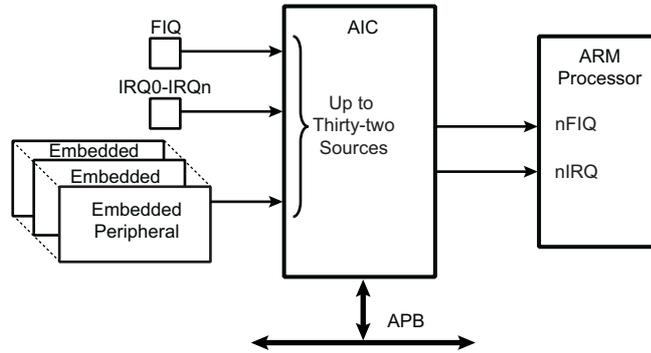 FIQ
IRQ0-IRQn
Embedded
Embedded
Embedded
Peripheral
AIC
Up to
Thirty-two
Sources
ARM
Processor
nFIQ
nIRQ
APB